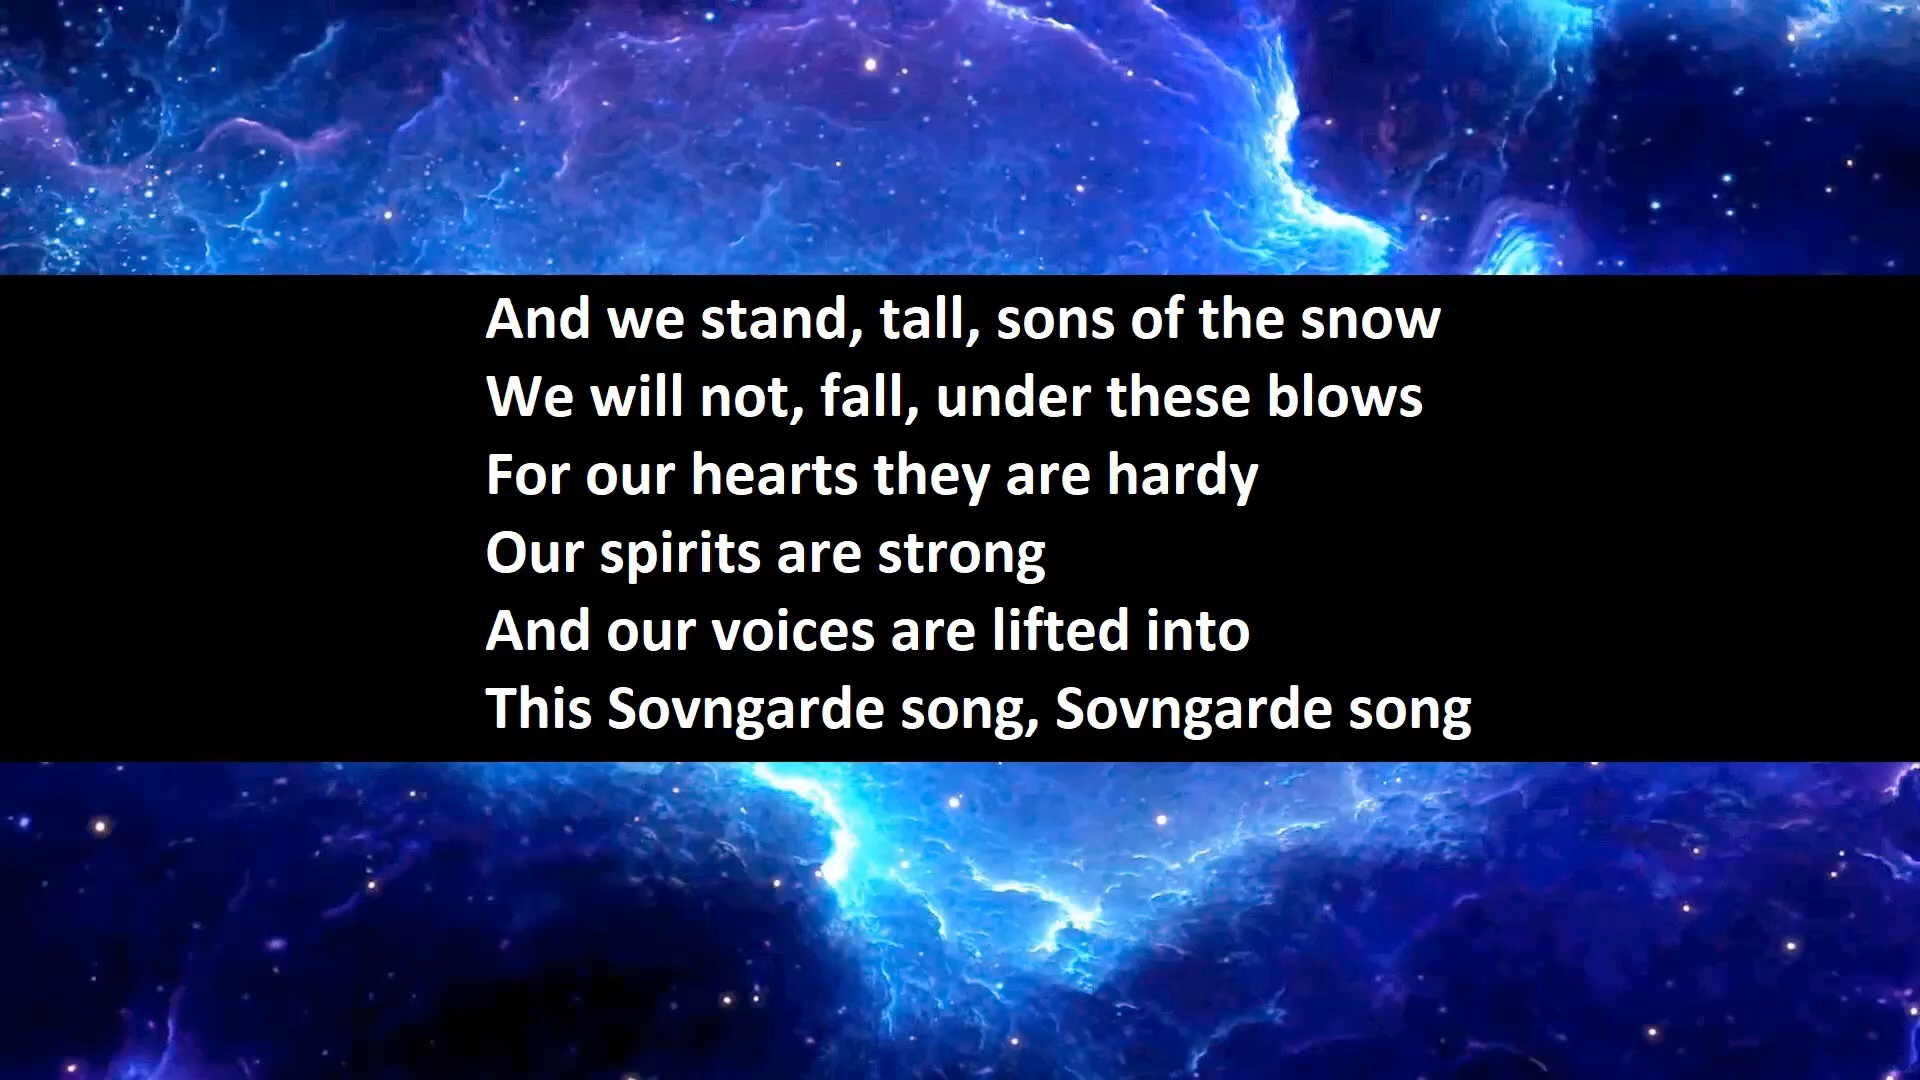 And we stand, tall, sons of the snow
We will not, fall, under these blows
For our hearts they are hardy
Our spirits are strong
And our voices are lifted into
This Sovngarde song, Sovngarde song